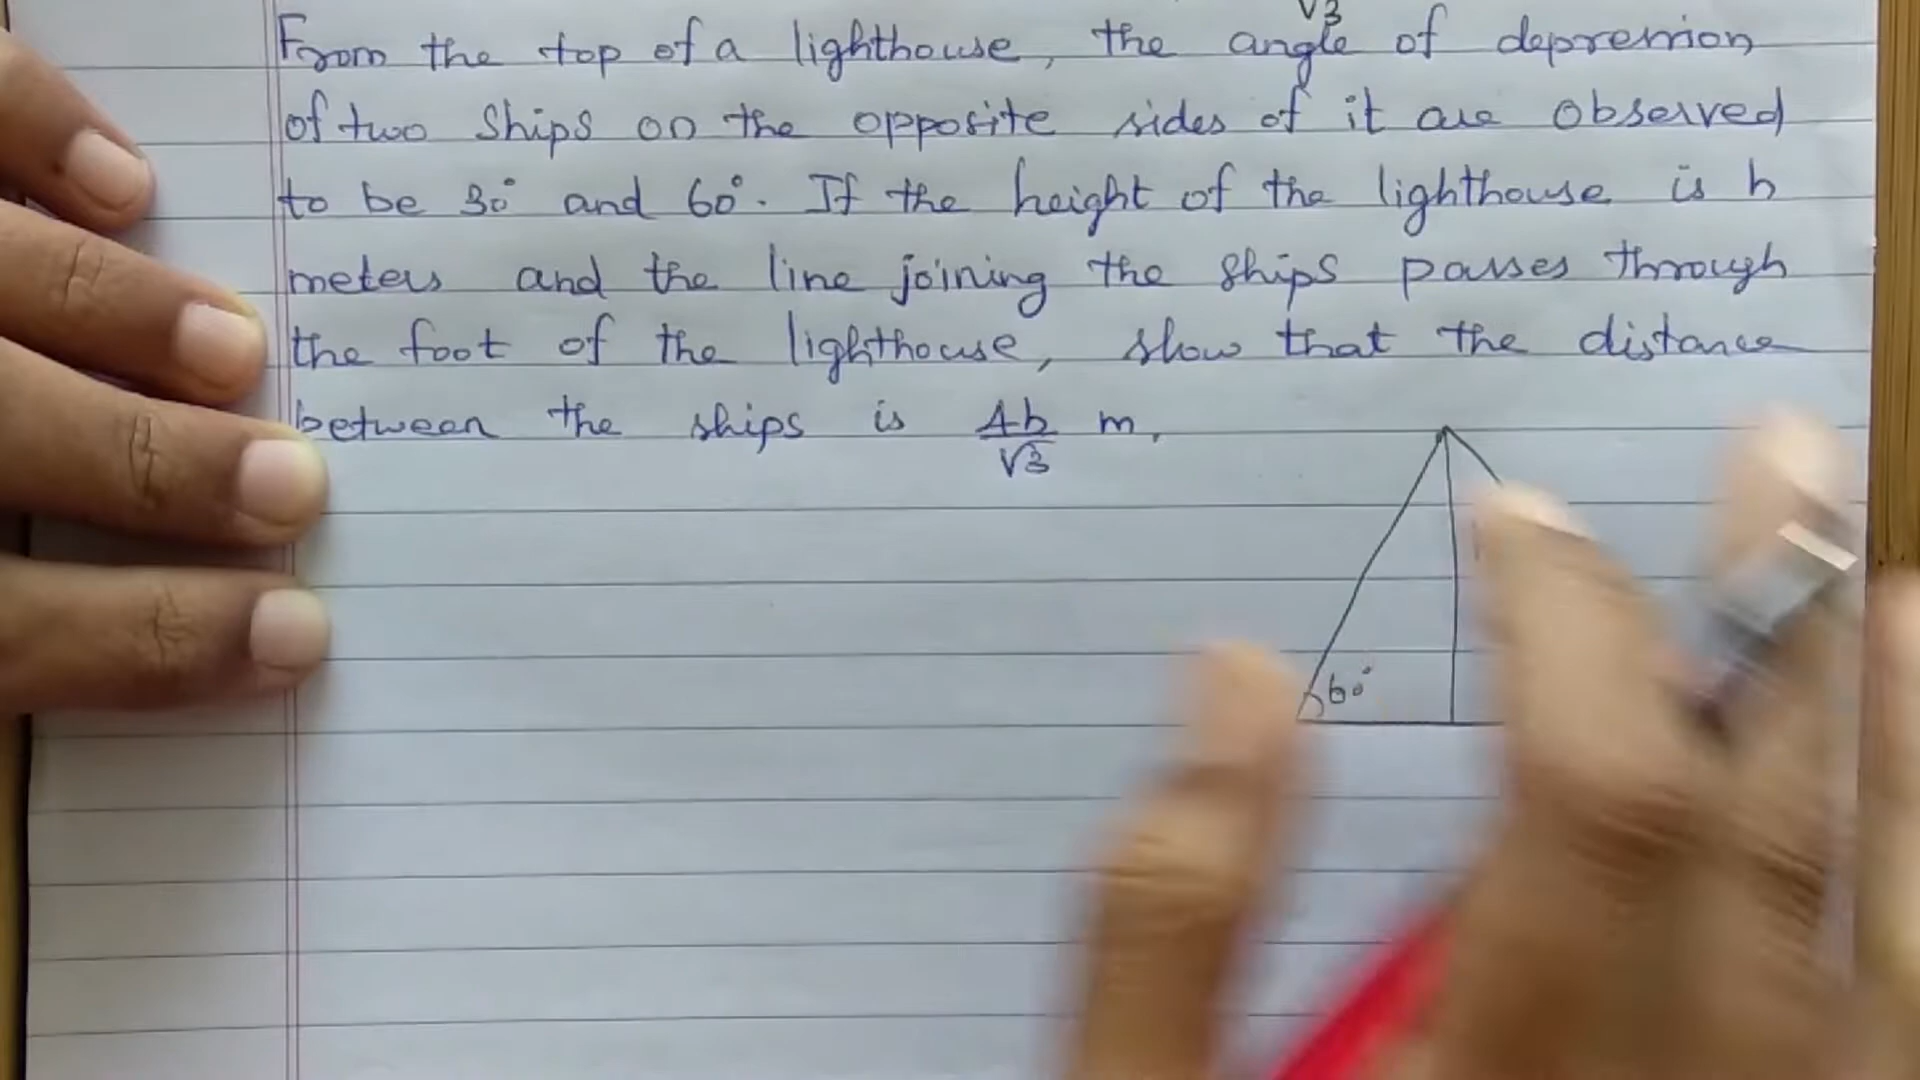 √3
From the top of a lighthouse, the angle of depression
of two ships on the opposite sides of it are observed
to be 30° and 60°. If the height of the lighthouse is h
meters and the line joining the ships passes through
the foot of the lighthouse, show that the distance
between the ships is 4h/√3 m.
60°